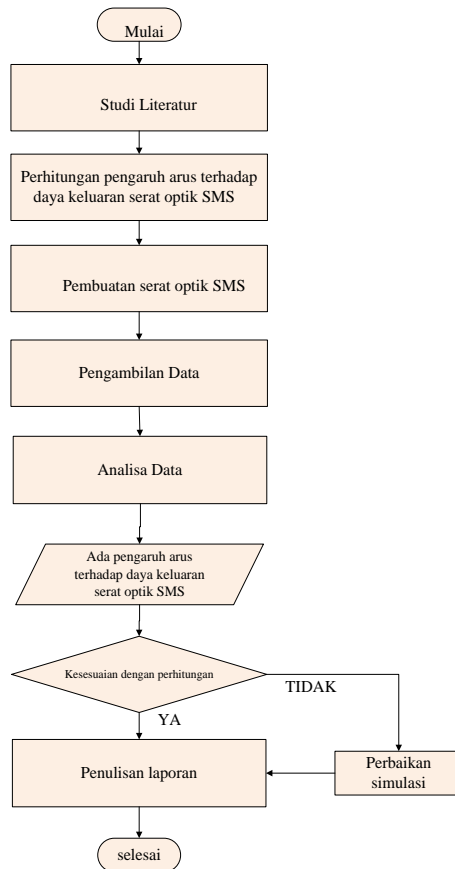 Mulai
Studi Literatur
Perhitungan pengaruh arus terhadap
daya keluaran serat optik SMS
Pembuatan serat optik SMS
Pengambilan Data
Analisa Data
Ada pengaruh arus
terhadap daya keluaran
serat optik SMS
Kesesuaian dengan perhitungan
TIDAK
YA
Penulisan laporan
Perbaikan
simulasi
selesai